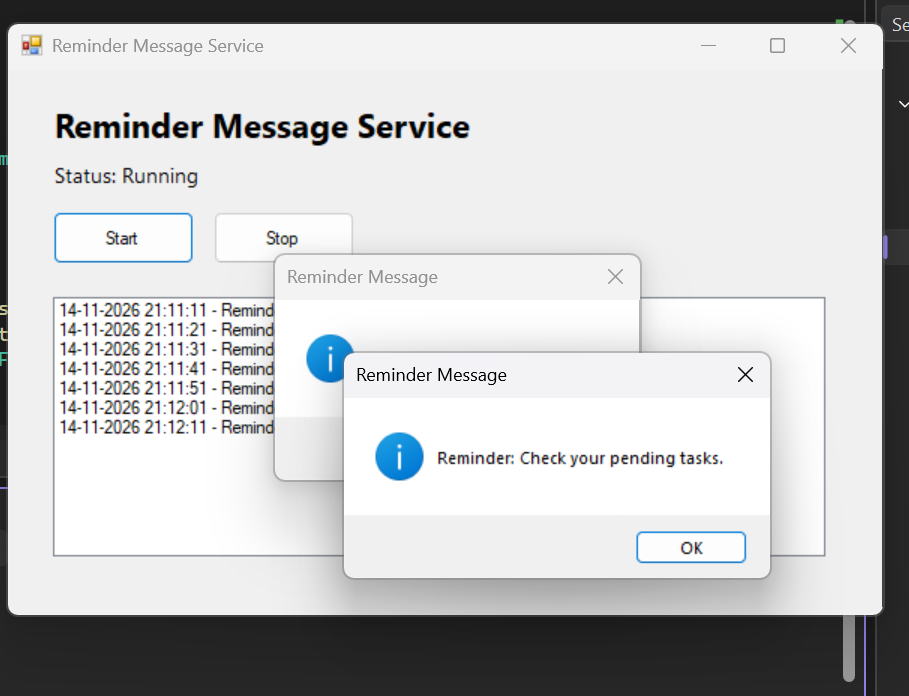 Reminder Message Service
Reminder Message Service
Status: Running
Start
Stop
14-11-2026 21:11:11 - Remind
14-11-2026 21:11:21 - Remind
14-11-2026 21:11:31 - Remind
14-11-2026 21:11:41 - Remind
14-11-2026 21:11:51 - Remind
14-11-2026 21:12:01 - Remind
14-11-2026 21:12:11 - Remind
Reminder Message
Reminder Message
Reminder: Check your pending tasks.
OK
Se